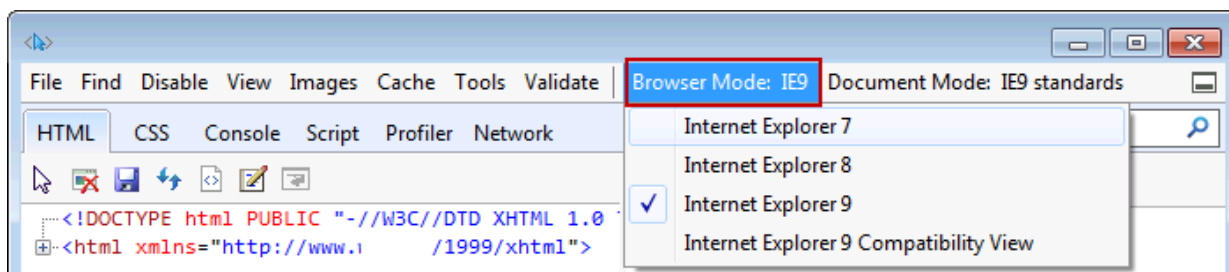 File Find Disable View Images Cache Tools Validate Browser Mode: IE9 Document Mode: IE9 standards
HTML CSS Console Script Profiler Network
Internet Explorer 7
Internet Explorer 8
Internet Explorer 9
Internet Explorer 9 Compatibility View
<!DOCTYPE html PUBLIC "-//W3C//DTD XHTML 1.0
<html xmlns="http://www. /1999/xhtml">